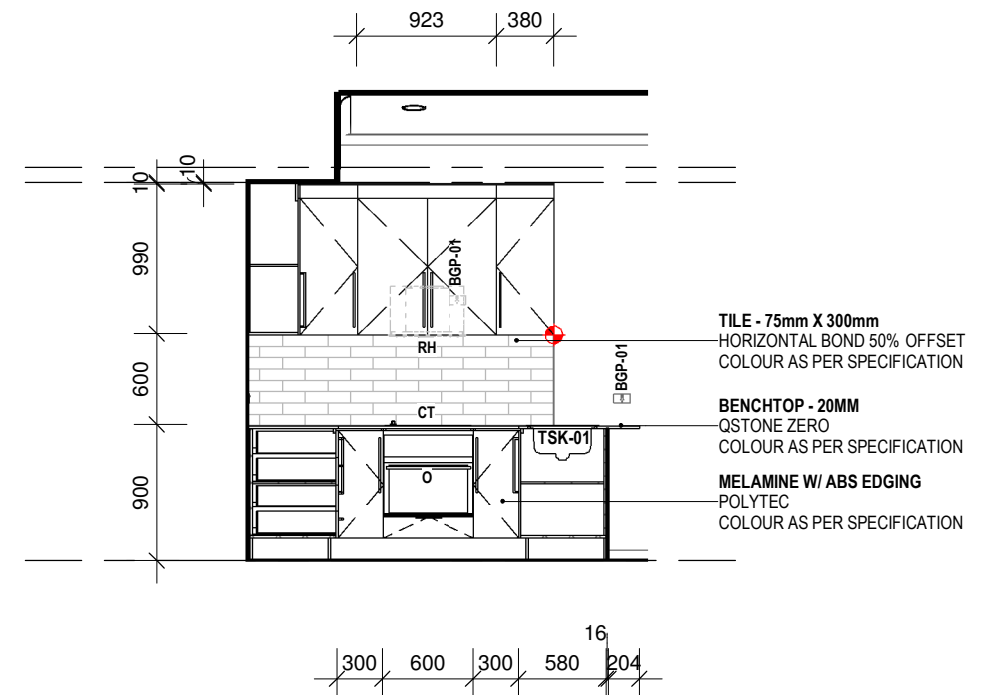 923
380
10
10
990
BGP-01
TILE - 75mm X 300mm
HORIZONTAL BOND 50% OFFSET
COLOUR AS PER SPECIFICATION
RH
600
BGP-01
CT
BENCHTOP - 20MM
QSTONE ZERO
COLOUR AS PER SPECIFICATION
TSK-01
O
900
MELAMINE W/ ABS EDGING
POLYTEC
COLOUR AS PER SPECIFICATION
16
300
600
300
580
204